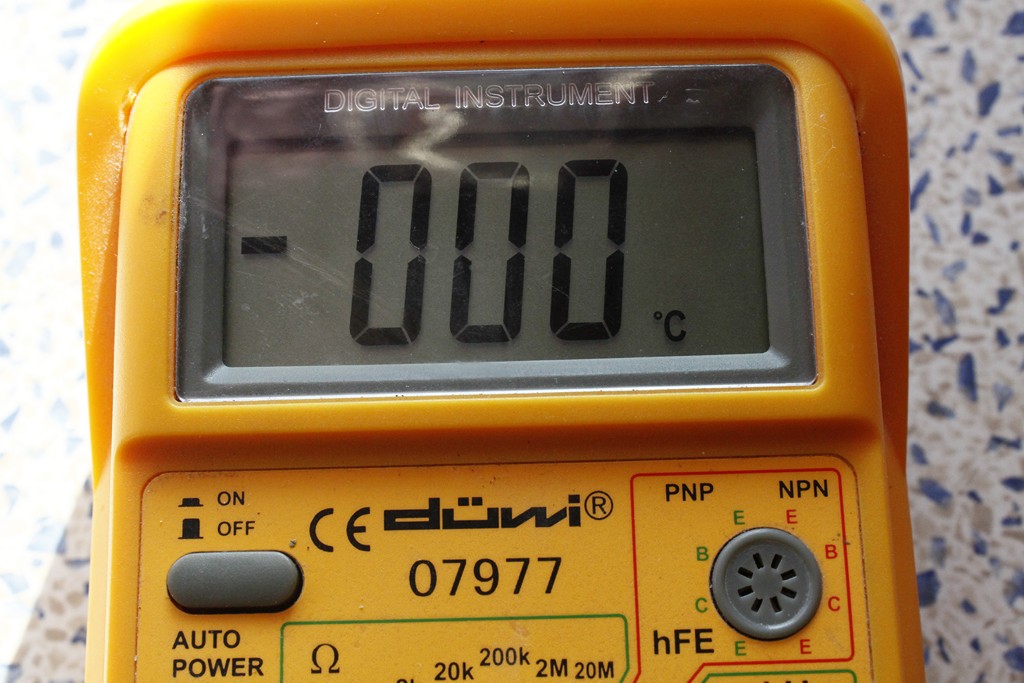 DIGITAL INSTRUMENT
- 000 °C
ON
OFF
CE düwi®
07977
AUTO
POWER
Ω
20k 200k 2M 20M
PNP NPN
E E
B B
C C
hFE E E